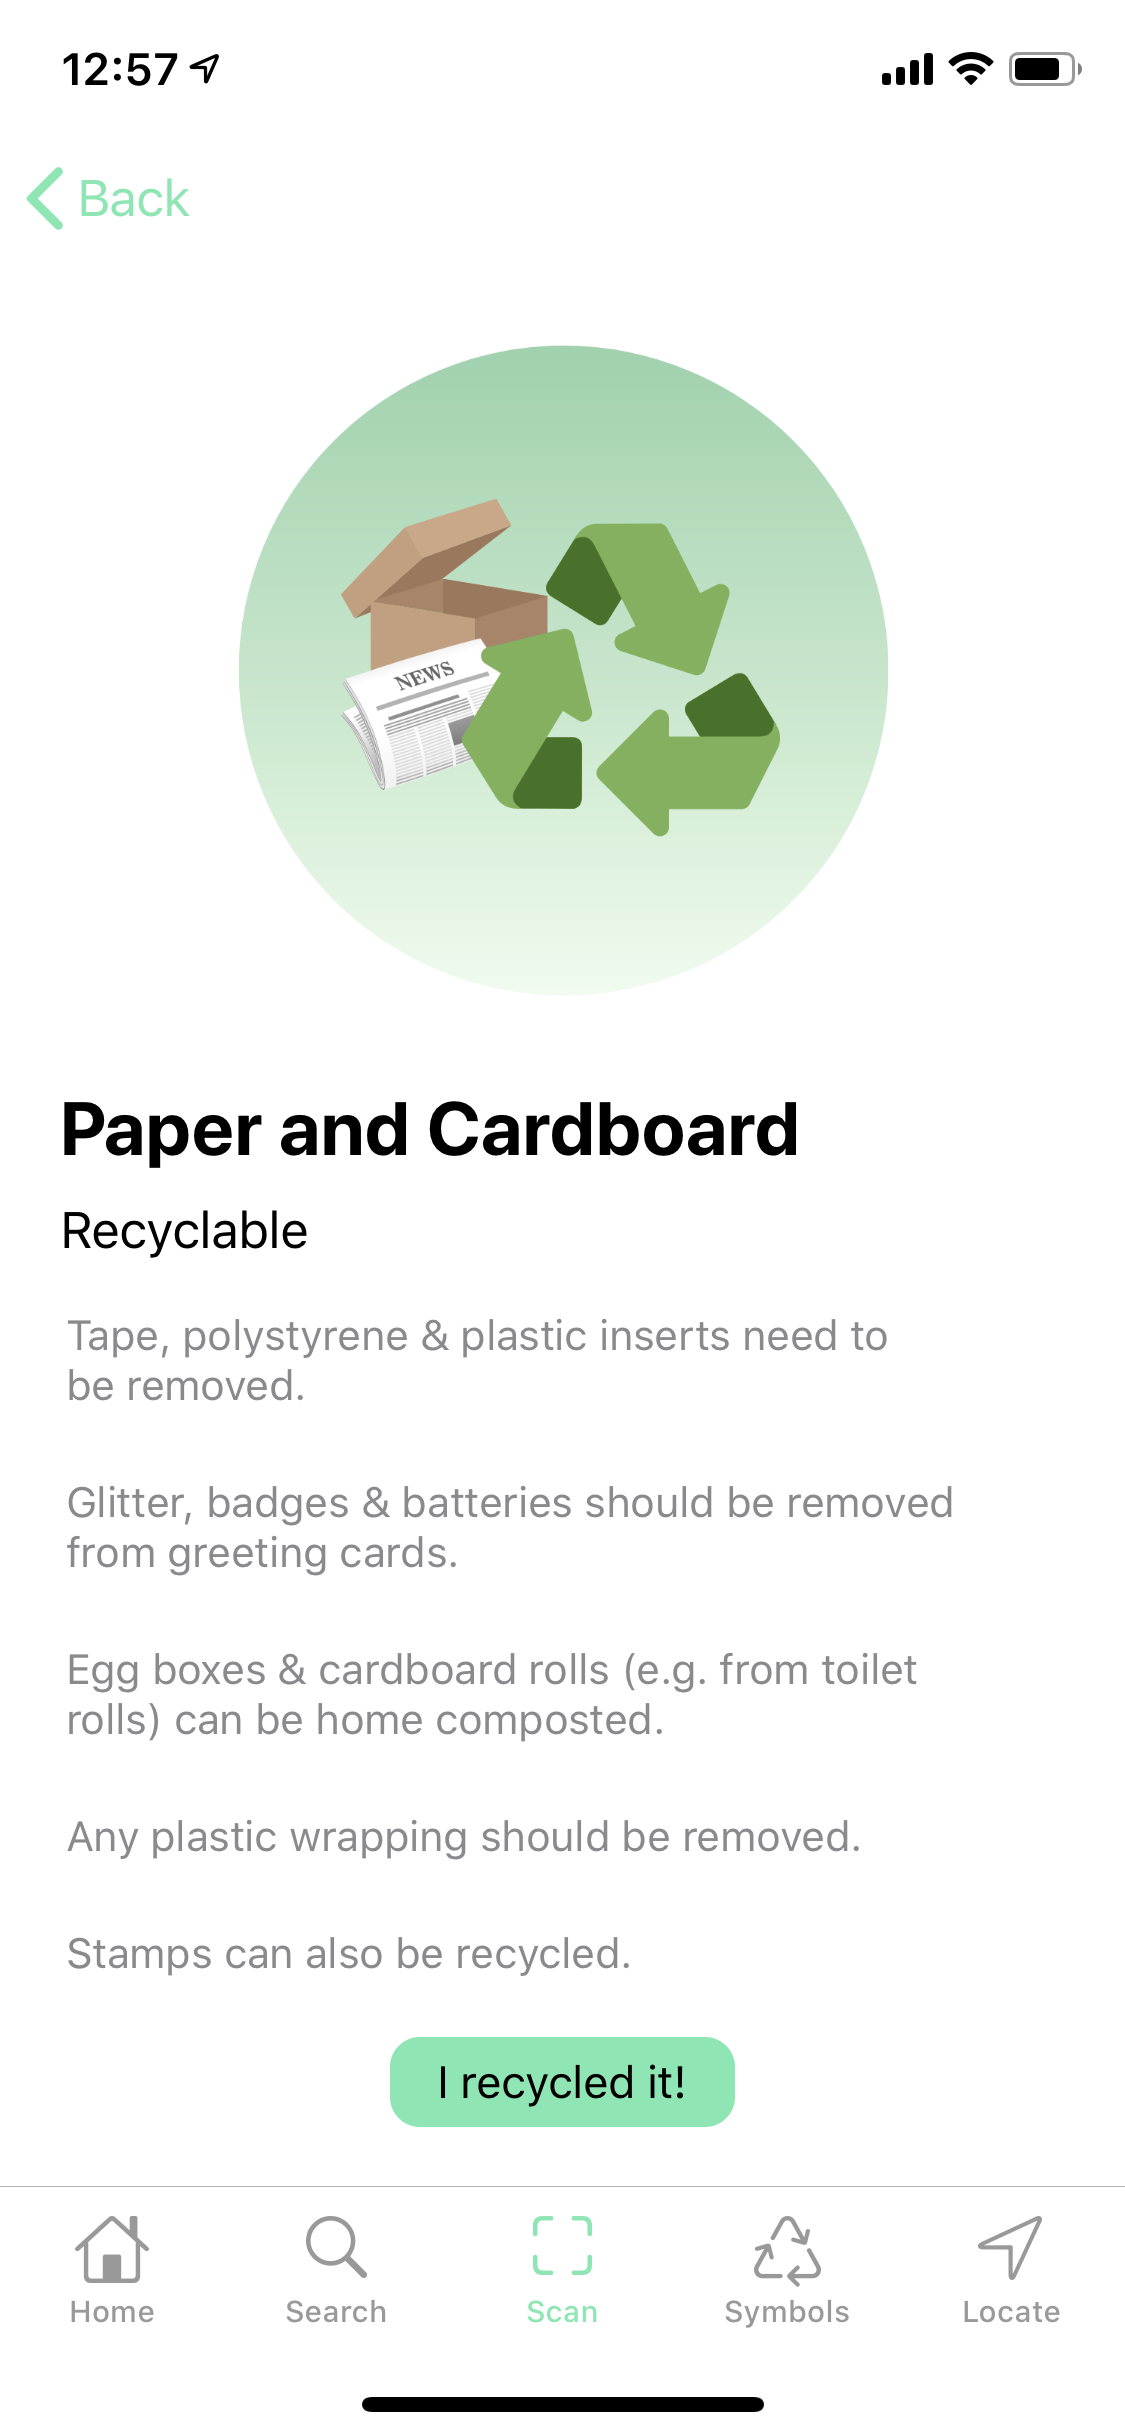 12:57
Back
NEWS
Paper and Cardboard
Recyclable
Tape, polystyrene & plastic inserts need to
be removed.
Glitter, badges & batteries should be removed
from greeting cards.
Egg boxes & cardboard rolls (e.g. from toilet
rolls) can be home composted.
Any plastic wrapping should be removed.
Stamps can also be recycled.
I recycled it!
Home Search Scan Symbols Locate